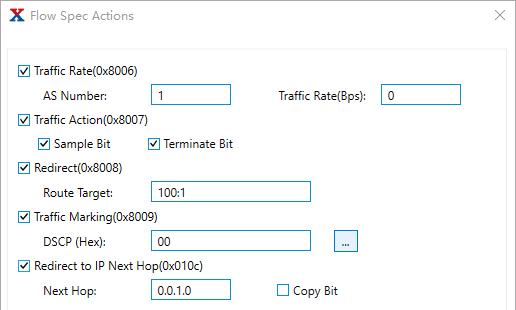 Flow Spec Actions
Traffic Rate(0x8006)
AS Number: 1 Traffic Rate(Bps): 0
Traffic Action(0x8007)
Sample Bit Terminate Bit
Redirect(0x8008)
Route Target: 100:1
Traffic Marking(0x8009)
DSCP (Hex): 00 ...
Redirect to IP Next Hop(0x010c)
Next Hop: 0.0.1.0 Copy Bit